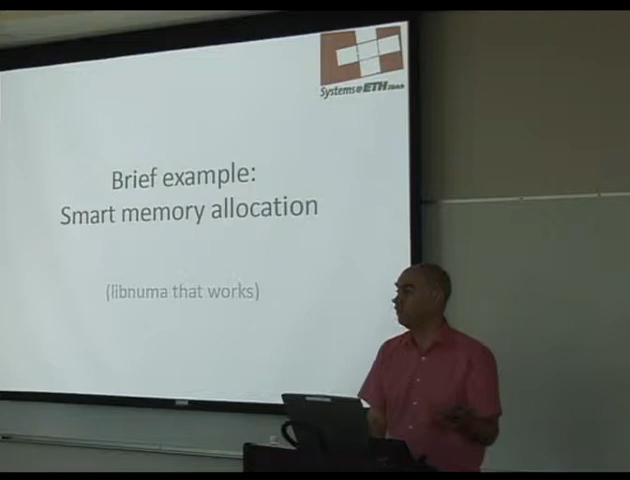 Systems@ETH Zürich
Brief example:
Smart memory allocation
(libnuma that works)